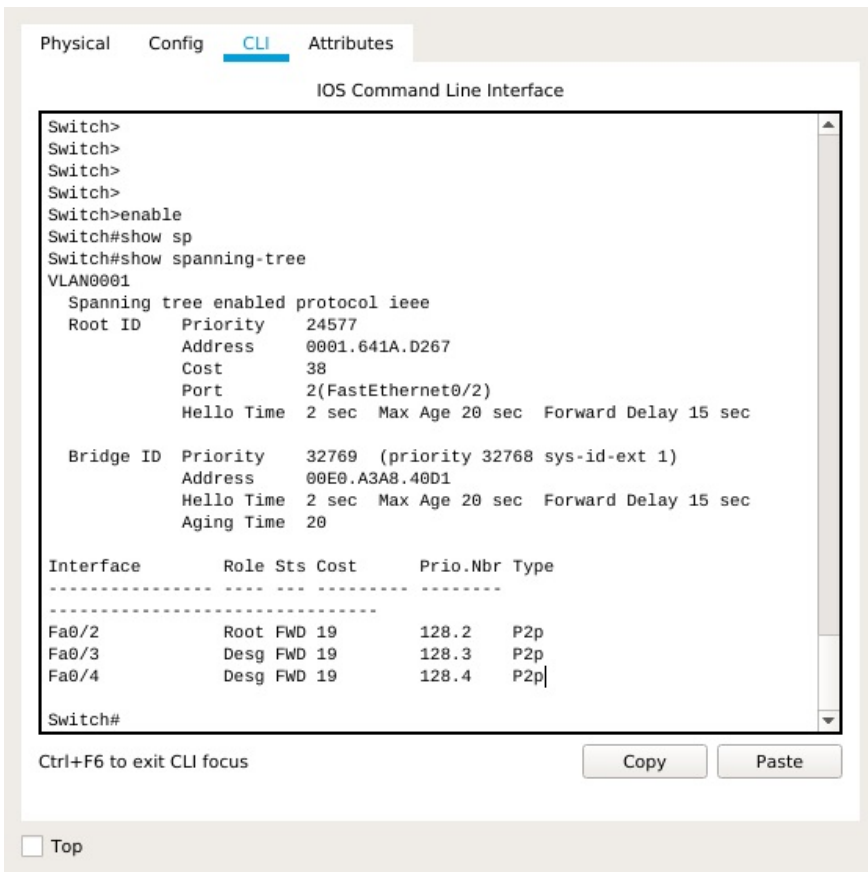 Physical Config CLI Attributes
IOS Command Line Interface
Switch>
Switch>
Switch>
Switch>
Switch>enable
Switch#show sp
Switch#show spanning-tree
VLAN0001
  Spanning tree enabled protocol ieee
  Root ID    Priority    24577
             Address     0001.641A.D267
             Cost        38
             Port        2(FastEthernet0/2)
             Hello Time  2 sec  Max Age 20 sec  Forward Delay 15 sec
  Bridge ID  Priority    32769  (priority 32768 sys-id-ext 1)
             Address     00E0.A3A8.40D1
             Hello Time  2 sec  Max Age 20 sec  Forward Delay 15 sec
             Aging Time  20
Interface        Role Sts Cost      Prio.Nbr Type
---------------- ---- --- --------- --------
--------------------------------
Fa0/2            Root FWD 19        128.2    P2p
Fa0/3            Desg FWD 19        128.3    P2p
Fa0/4            Desg FWD 19        128.4    P2p
Switch#
Ctrl+F6 to exit CLI focus Copy Paste
Top